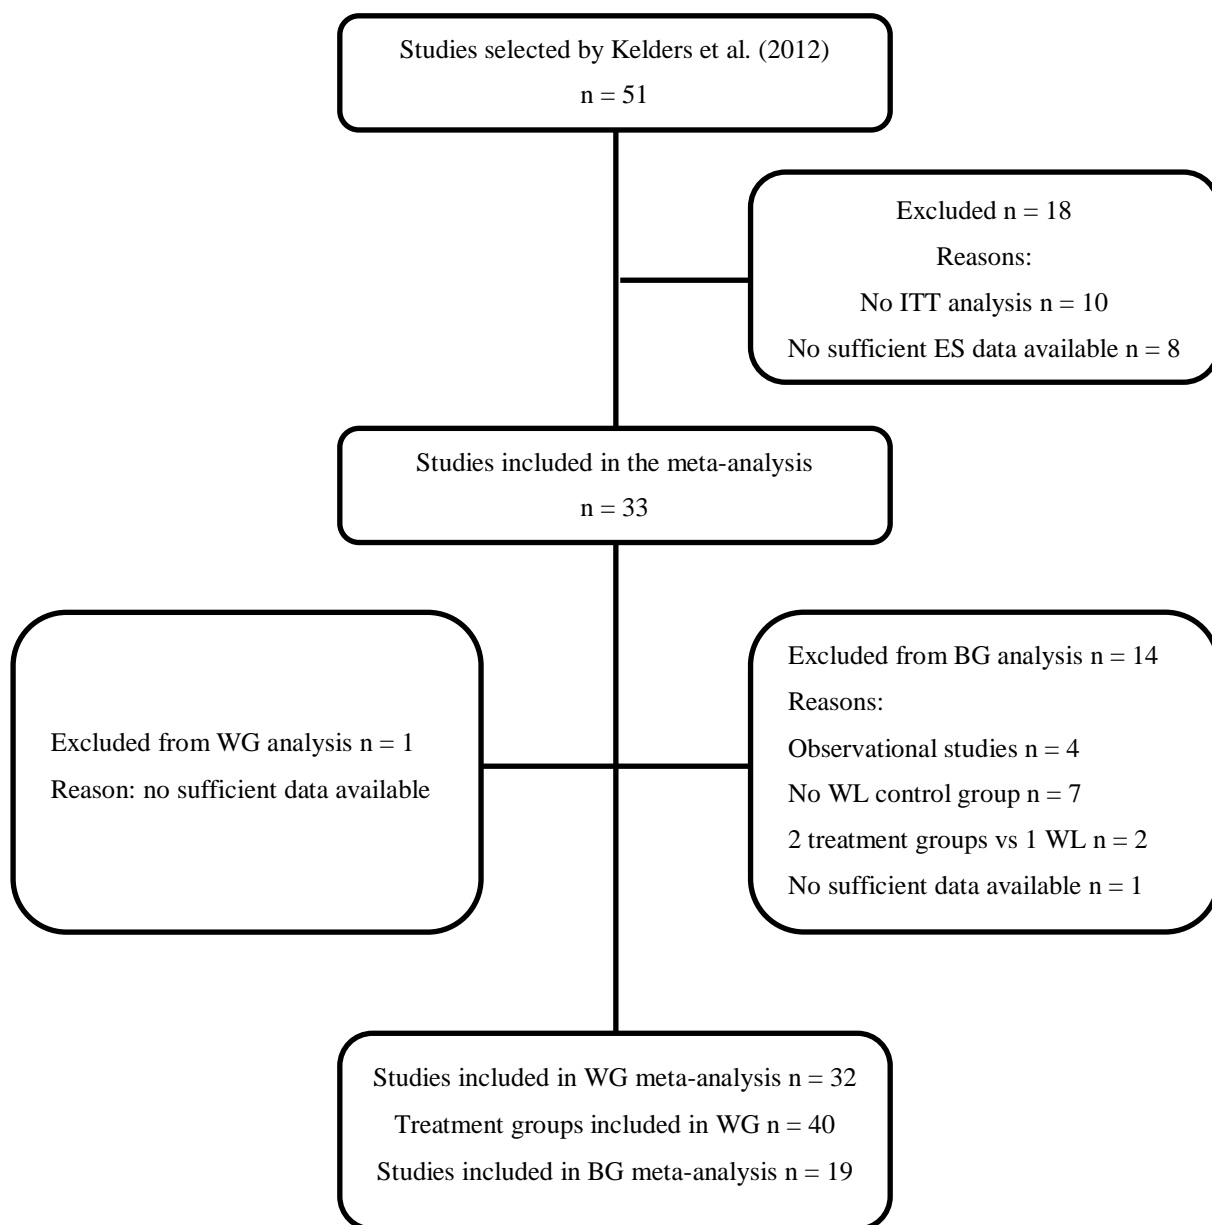 Studies selected by Kelders et al. (2012)
n = 51
Excluded n = 18
Reasons:
No ITT analysis n = 10
No sufficient ES data available n = 8
Studies included in the meta-analysis
n = 33
Excluded from WG analysis n = 1
Reason: no sufficient data available
Excluded from BG analysis n = 14
Reasons:
Observational studies n = 4
No WL control group n = 7
2 treatment groups vs 1 WL n = 2
No sufficient data available n = 1
Studies included in WG meta-analysis n = 32
Treatment groups included in WG n = 40
Studies included in BG meta-analysis n = 19